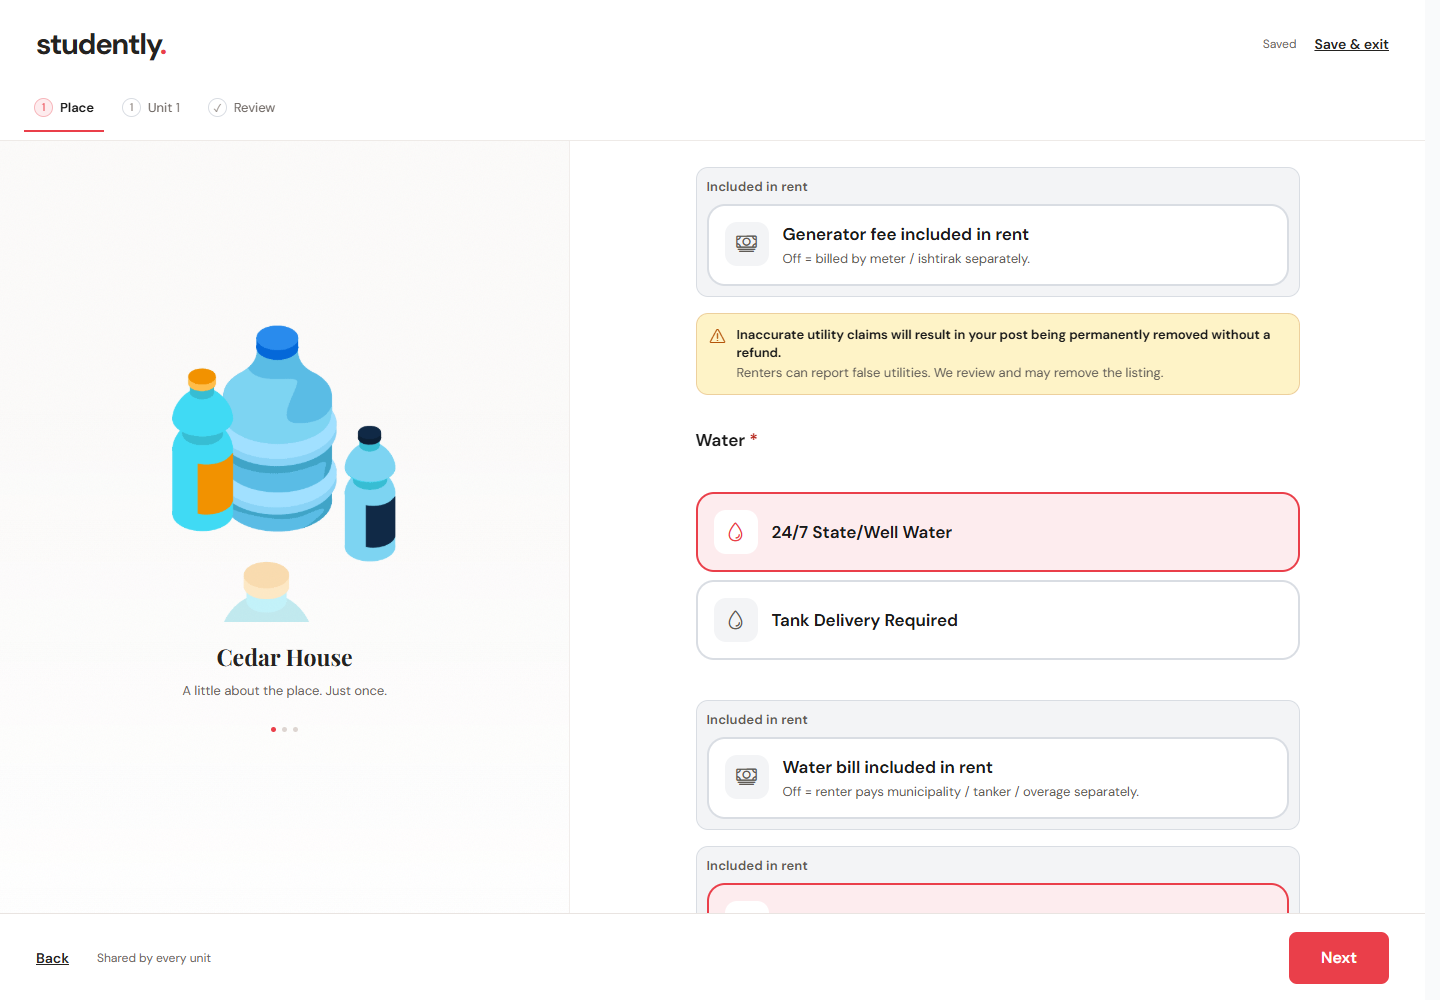 studently.
Saved
Save & exit
1 Place
1 Unit 1
✓ Review
Included in rent
Generator fee included in rent
Off = billed by meter / ishtirak separately.
Inaccurate utility claims will result in your post being permanently removed without a
refund.
Renters can report false utilities. We review and may remove the listing.
Water *
24/7 State/Well Water
Tank Delivery Required
Included in rent
Water bill included in rent
Off = renter pays municipality / tanker / overage separately.
Included in rent
Cedar House
A little about the place. Just once.
Back
Shared by every unit
Next